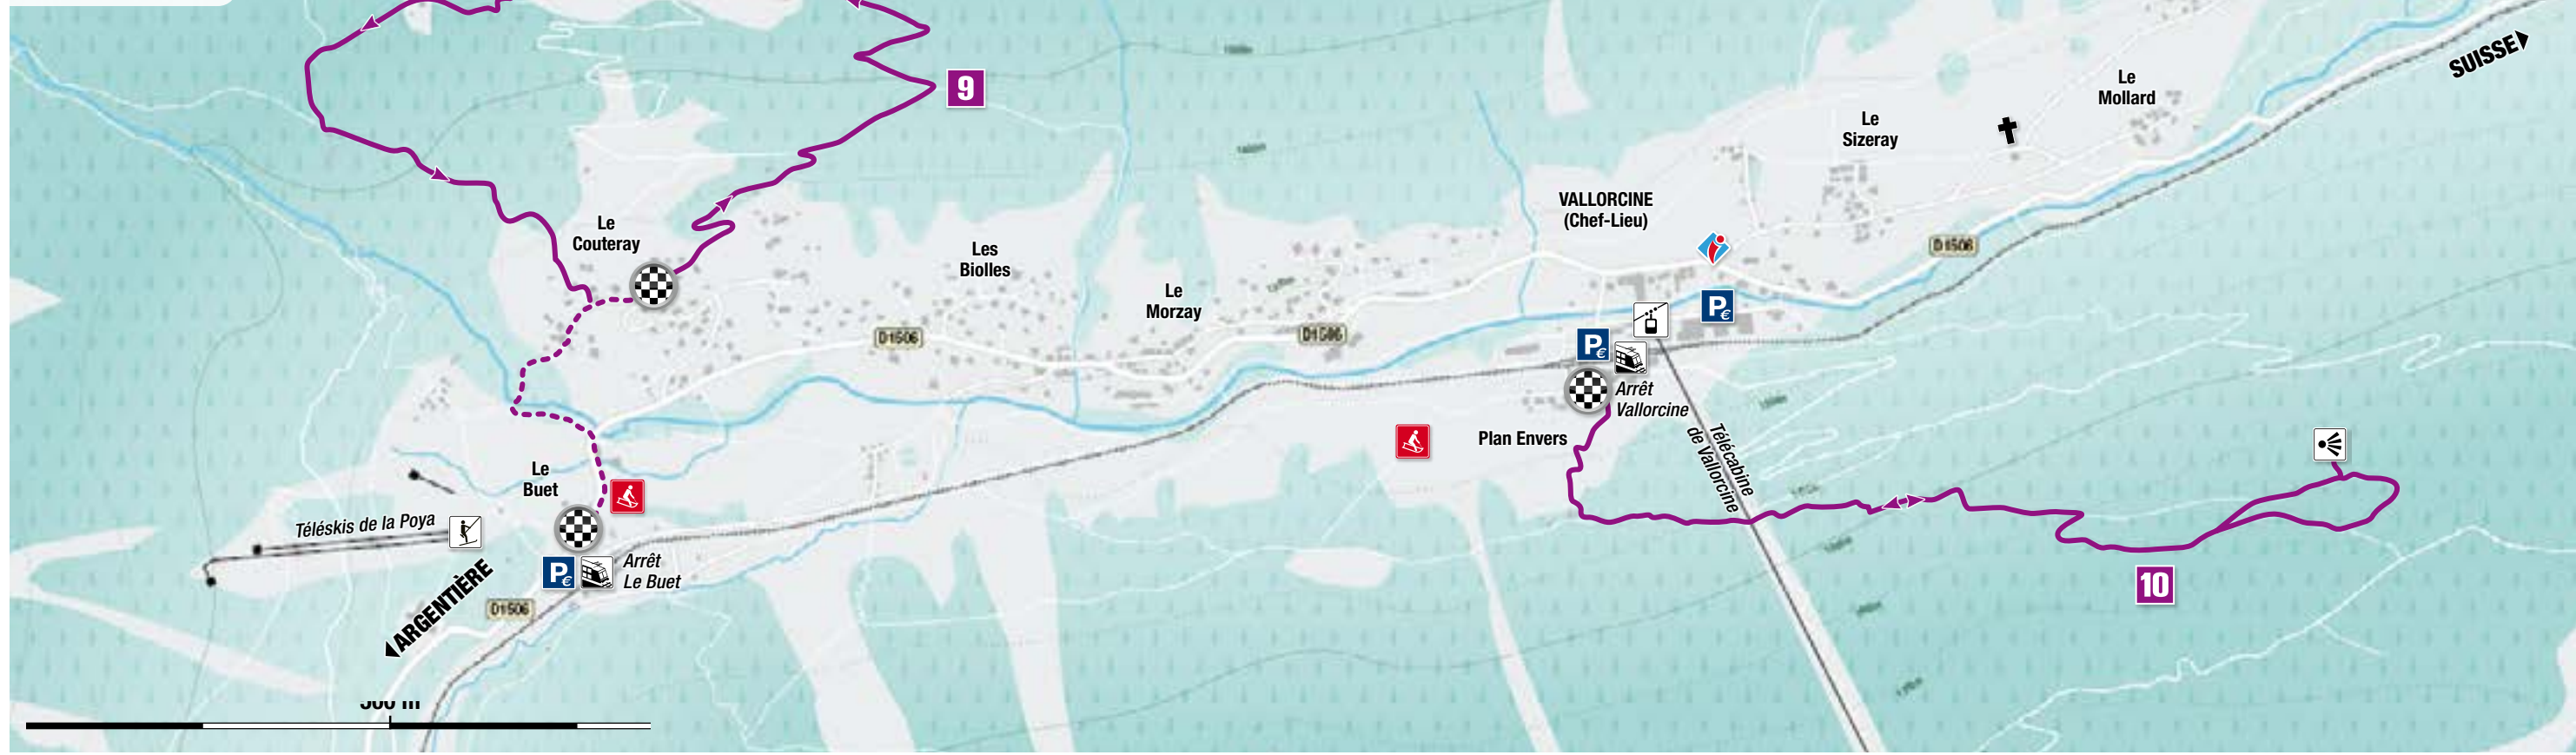 SUISSE
9
Le
Mollard
Le
Sizeray
VALLORCINE
(Chef-Lieu)
Le
Couteray
Les
Biolles
Le
Morzay
D1506
D1506
D1506
P€
P€
Arrêt
Vallorcine
Plan Envers
Télécabine
de Vallorcine
Le
Buet
Téléskis de la Poya
Arrêt
Le Buet
P€
ARGENTIÈRE
D1506
10
500 m